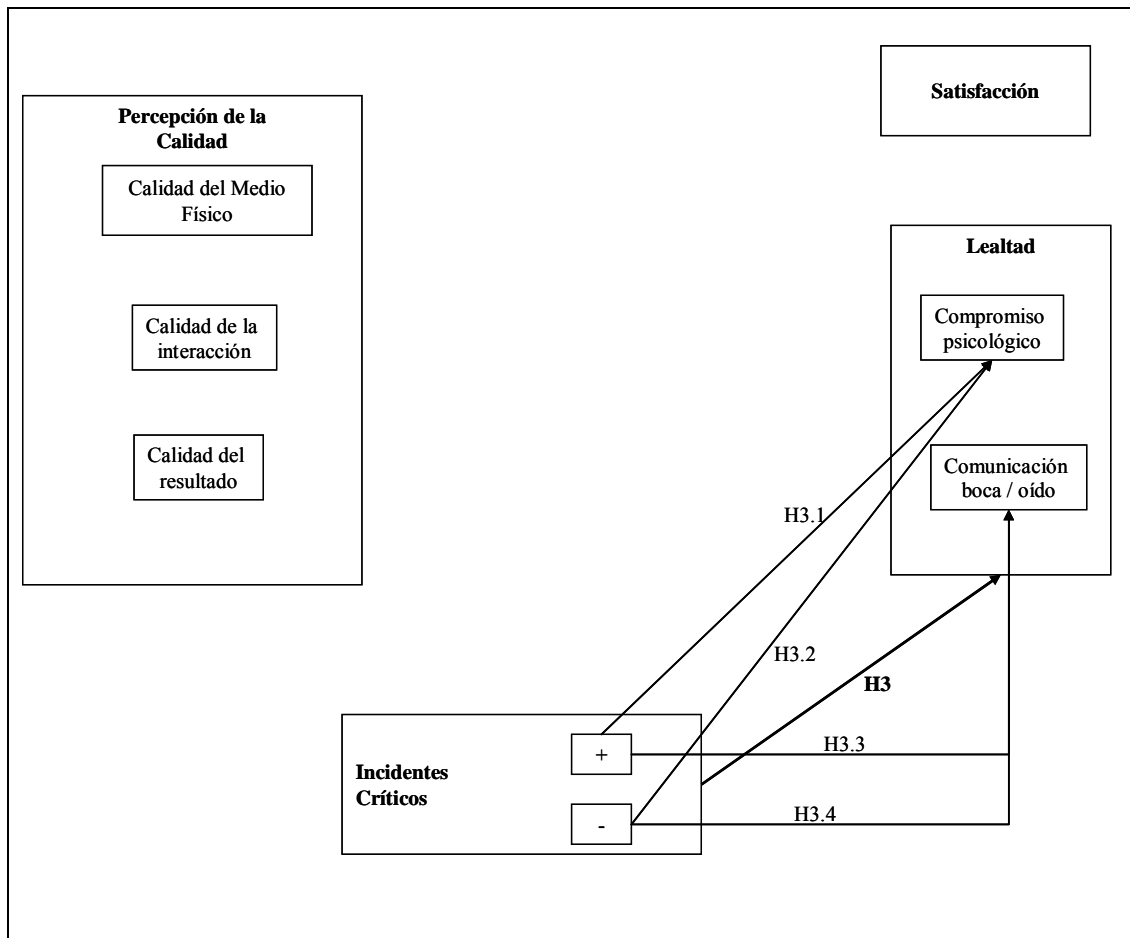 Satisfacción
Percepción de la
Calidad
Calidad del Medio
Físico
Calidad de la
interacción
Calidad del
resultado
Lealtad
Compromiso
psicológico
Comunicación
boca / oído
H3.1
H3.2
H3
H3.3
H3.4
Incidentes
Críticos
+
-